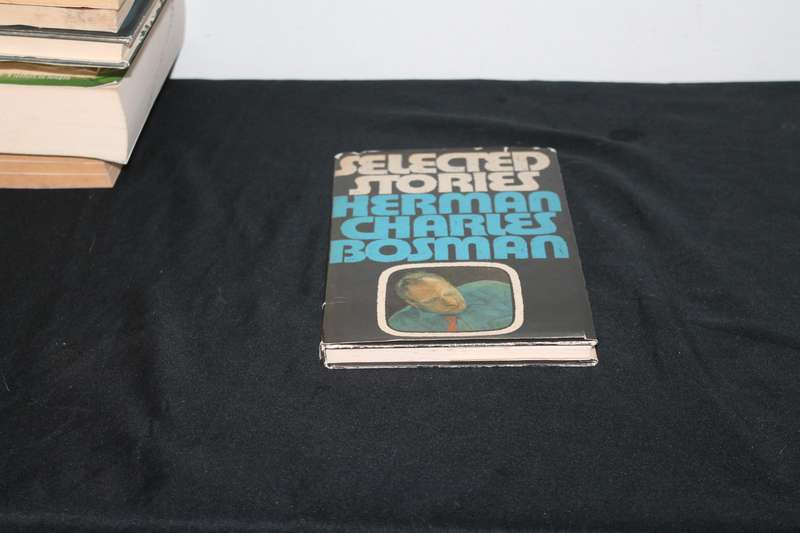 SELECTED
STORIES
HERMAN
CHARLES
BOSMAN